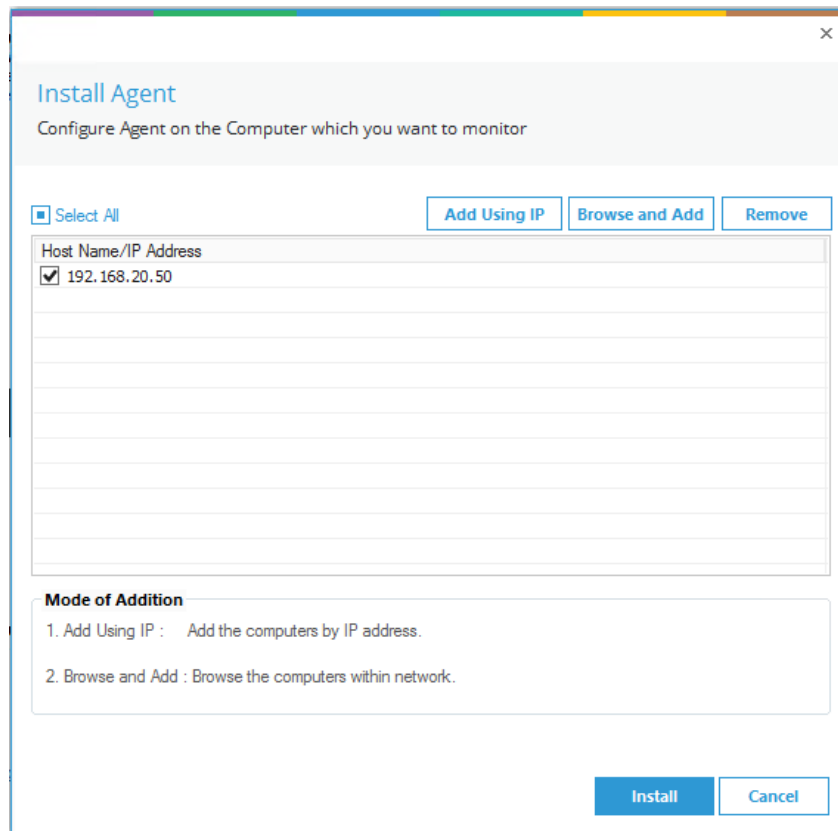 Install Agent
Configure Agent on the Computer which you want to monitor
Select All
Add Using IP
Browse and Add
Remove
Host Name/IP Address
192.168.20.50
Mode of Addition
1. Add Using IP : Add the computers by IP address.
2. Browse and Add : Browse the computers within network.
Install
Cancel